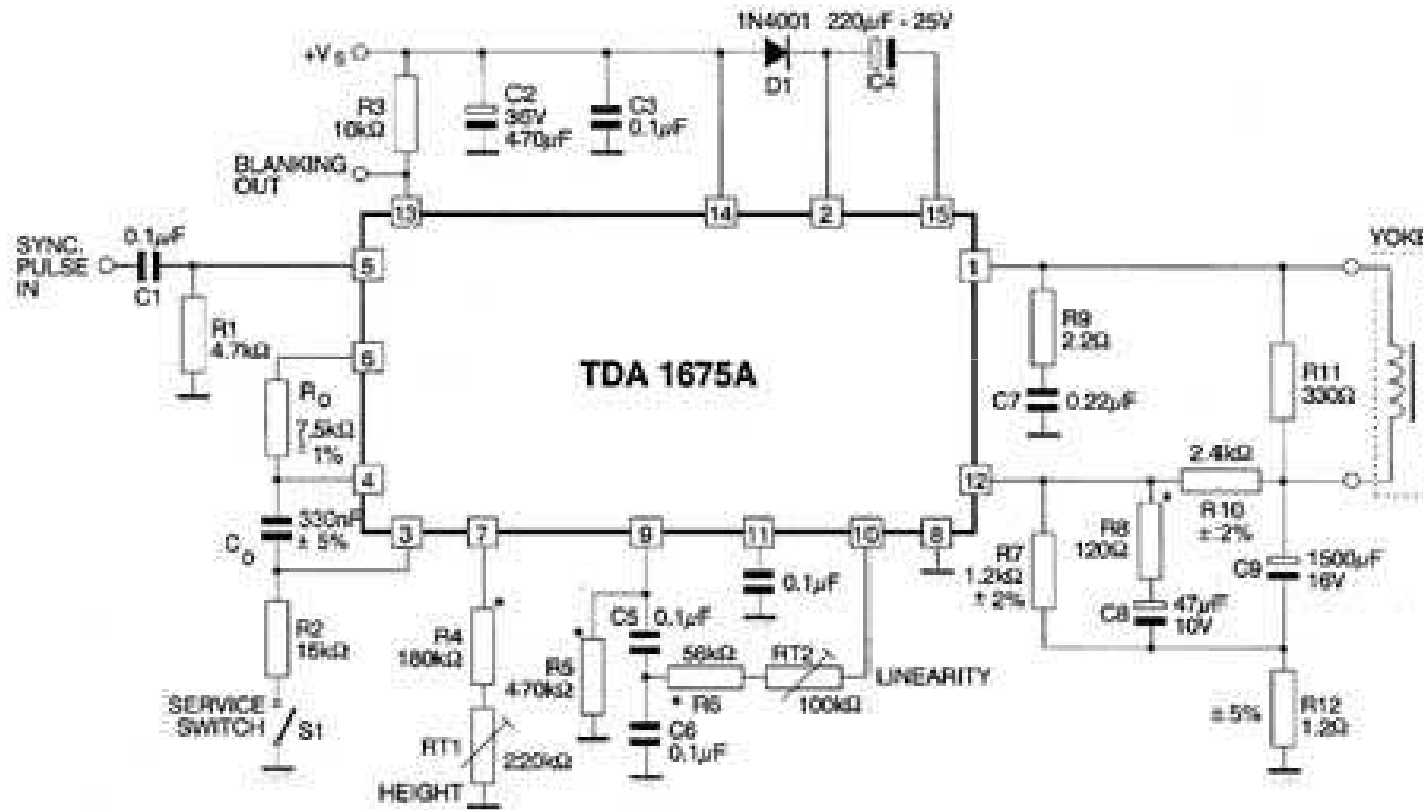 1N4001
220µF - 25V
+VS
D1
C4
R3
10kΩ
C2
35V
470µF
C3
0.1µF
BLANKING
OUT
13
14
2
15
SYNC.
PULSE
IN
0.1µF
C1
5
1
YOKE
R1
4.7kΩ
6
RO
7.5kΩ
± 1%
TDA 1675A
R9
2.2Ω
C7
0.22µF
R11
330Ω
4
12
2.4kΩ
R10
± 2%
330nF
± 5%
CO
3
7
9
11
10
8
R7
1.2kΩ
± 2%
R8
120Ω
C8
47µF
10V
C9
1500µF
16V
0.1µF
R2
15kΩ
R4
180kΩ
R5
470kΩ
C5
0.1µF
56kΩ
R6
RT2
100kΩ
LINEARITY
SERVICE
SWITCH
S1
RT1
220kΩ
HEIGHT
C6
0.1µF
± 5%
R12
1.2Ω